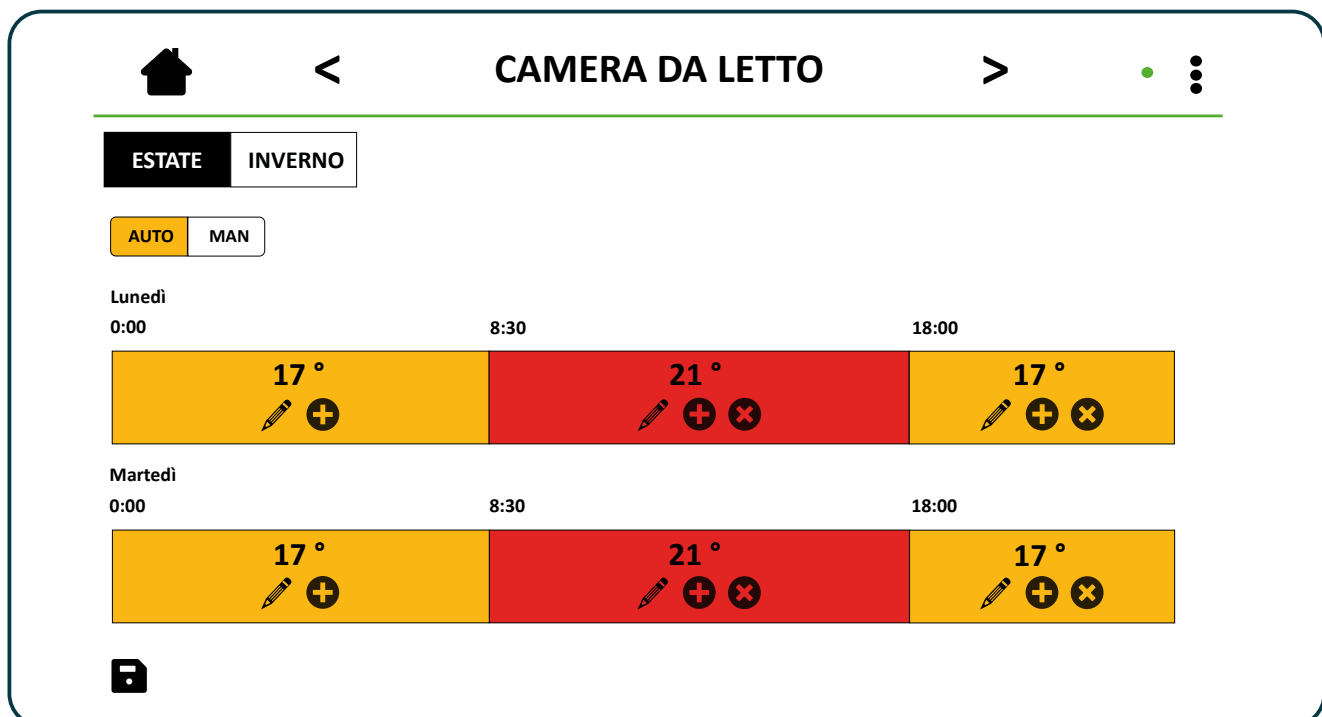 < CAMERA DA LETTO >
ESTATE INVERNO
AUTO MAN
Lunedì
0:00 8:30 18:00
17 ° 21 ° 17 °
Martedì
0:00 8:30 18:00
17 ° 21 ° 17 °